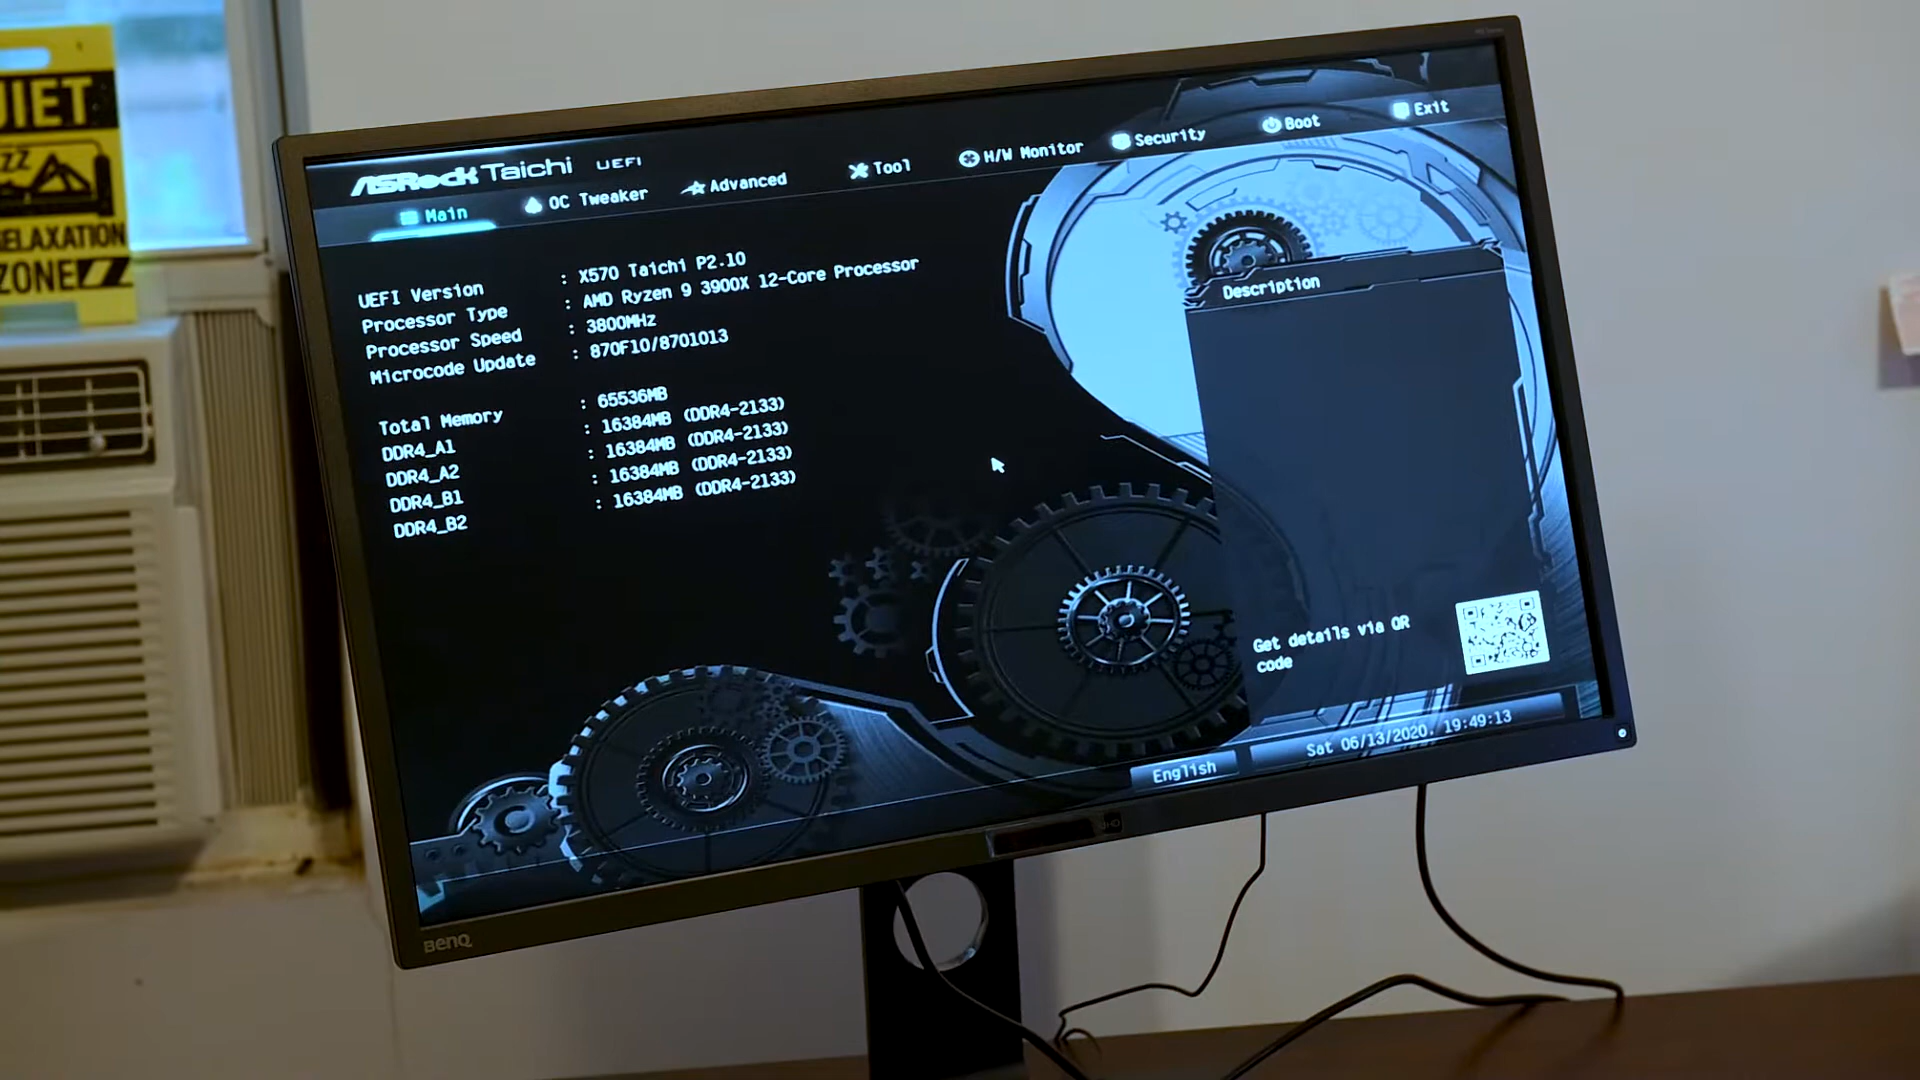 UIET
ZZ
RELAXATION
ZONE
ASRock Taichi UEFI
Main
OC Tweaker
Advanced
Tool
H/W Monitor
Security
Boot
Exit
UEFI Version : X570 Taichi P2.10
Processor Type : AMD Ryzen 9 3900X 12-Core Processor
Processor Speed : 3800MHz
Microcode Update : 870F10/8701013
Total Memory : 65536MB
DDR4_A1 : 16384MB (DDR4-2133)
DDR4_A2 : 16384MB (DDR4-2133)
DDR4_B1 : 16384MB (DDR4-2133)
DDR4_B2 : 16384MB (DDR4-2133)
Description
Get details via QR
code
English
Sat 06/13/2020. 19:49:13
BenQ